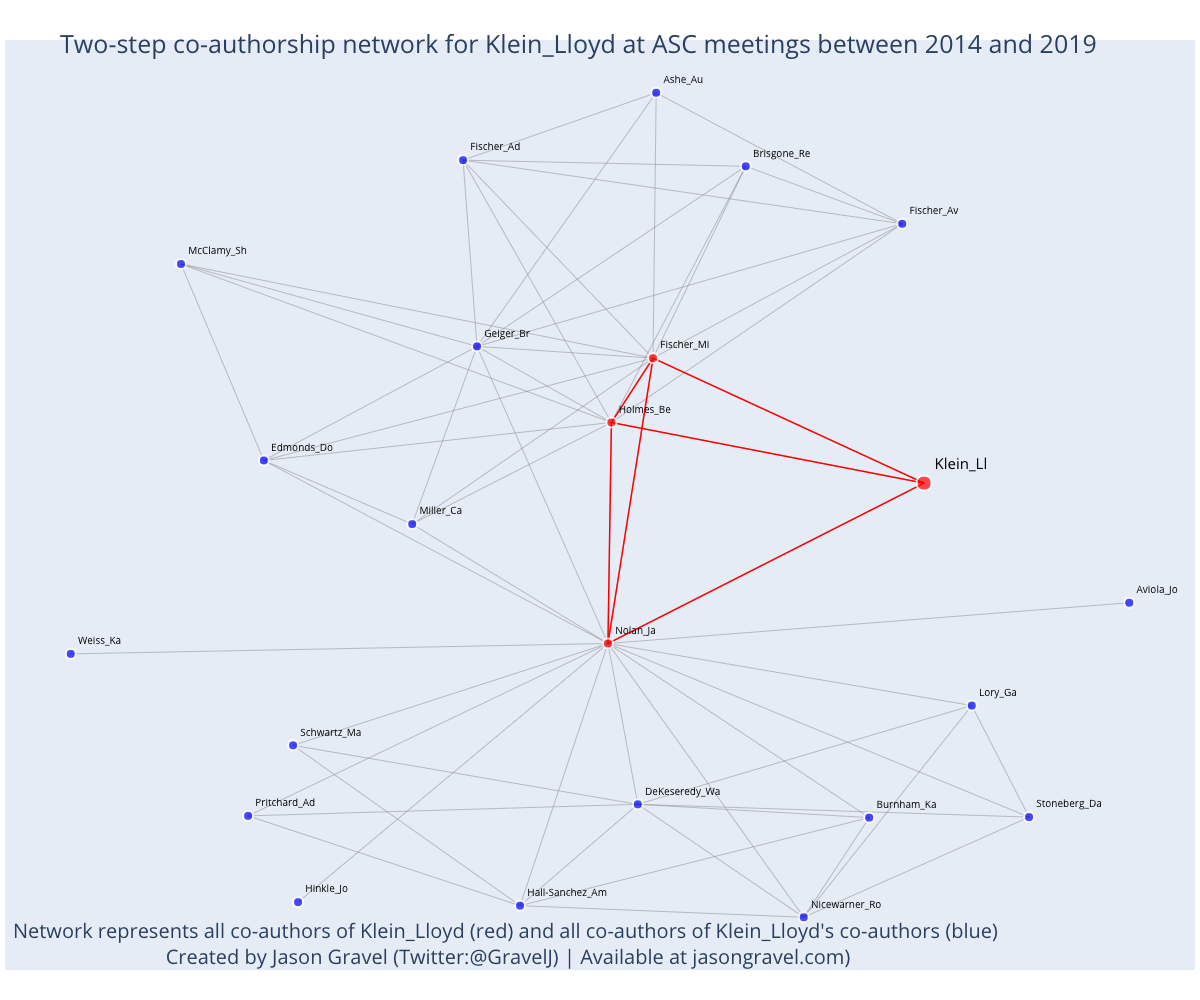 Two-step co-authorship network for Klein_Lloyd at ASC meetings between 2014 and 2019
Ashe_Au
Fischer_Ad
Brisgone_Re
Fischer_Av
McClamy_Sh
Geiger_Br
Fischer_Mi
Holmes_Be
Edmonds_Do
Klein_Ll
Miller_Ca
Aviola_Jo
Nolan_Ja
Weiss_Ka
Lory_Ga
Schwartz_Ma
DeKeseredy_Wa
Pritchard_Ad
Burnham_Ka
Stoneberg_Da
Hinkle_Jo
Hall-Sanchez_Am
Nicewarner_Ro
Network represents all co-authors of Klein_Lloyd (red) and all co-authors of Klein_Lloyd's co-authors (blue)
Created by Jason Gravel (Twitter:@GravelJ) | Available at jasongravel.com)